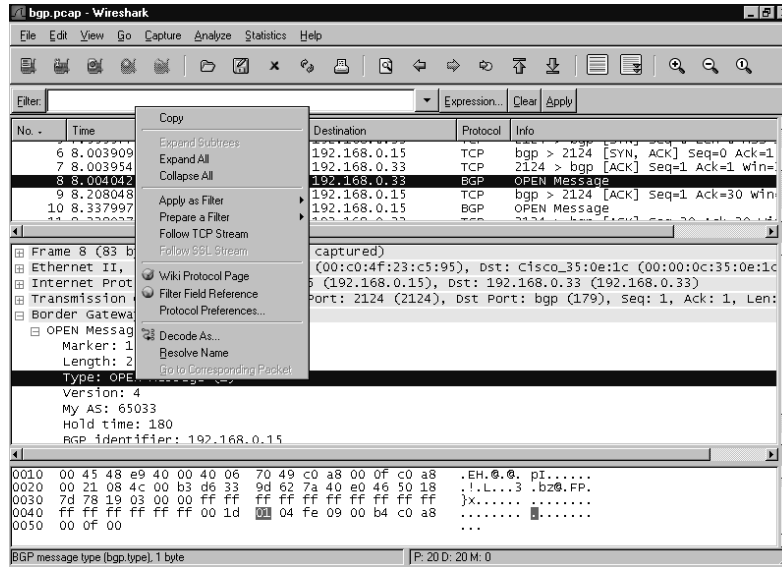 bgp.pcap - Wireshark
File Edit View Go Capture Analyze Statistics Help
Filter: Expression... Clear Apply
No. - Time Destination Protocol Info
6 8.003909 192.168.0.15 TCP bgp > 2124 [SYN, ACK] Seq=0 Ack=1
7 8.003954 192.168.0.33 TCP 2124 > bgp [ACK] Seq=1 Ack=1 Win=
8 8.004042 192.168.0.33 BGP OPEN Message
9 9.208048 192.168.0.15 TCP bgp > 2124 [ACK] Seq=1 Ack=30 Win
10 8.337997 192.168.0.15 BGP OPEN Message
Copy
Expand Subtrees
Expand All
Collapse All
Apply as Filter
Prepare a Filter
Follow TCP Stream
Follow SSL Stream
Wiki Protocol Page
Filter Field Reference
Protocol Preferences...
Decode As...
Resolve Name
Go to Corresponding Packet
Frame 8 (83 b captured)
Ethernet II, (00:c0:4f:23:c5:95), Dst: Cisco_35:0e:1c (00:00:0c:35:0e:1c
Internet Prot (192.168.0.15), Dst: 192.168.0.33 (192.168.0.33)
Transmission Port: 2124 (2124), Dst Port: bgp (179), Seq: 1, Ack: 1, Len:
Border Gatewa
OPEN Messag
Marker: 1
Length: 2
Type: OPE
Version: 4
My AS: 65033
Hold time: 180
BGP identifier: 192.168.0.15
0010 00 45 48 e9 40 00 40 06 70 49 c0 a8 00 0f c0 a8 .EH.@.@. pI......
0020 00 21 08 4c 00 b3 d6 33 9d 62 7a 40 e0 46 50 18 .!.L...3 .bz@.FP.
0030 7d 78 19 03 00 00 ff ff ff ff ff ff ff ff ff ff }x...... ........
0040 ff ff ff ff ff ff 00 1d 01 04 fe 09 00 b4 c0 a8 ........ ........
0050 00 0f 00 ...
BGP message type (bgp.type), 1 byte P: 20 D: 20 M: 0